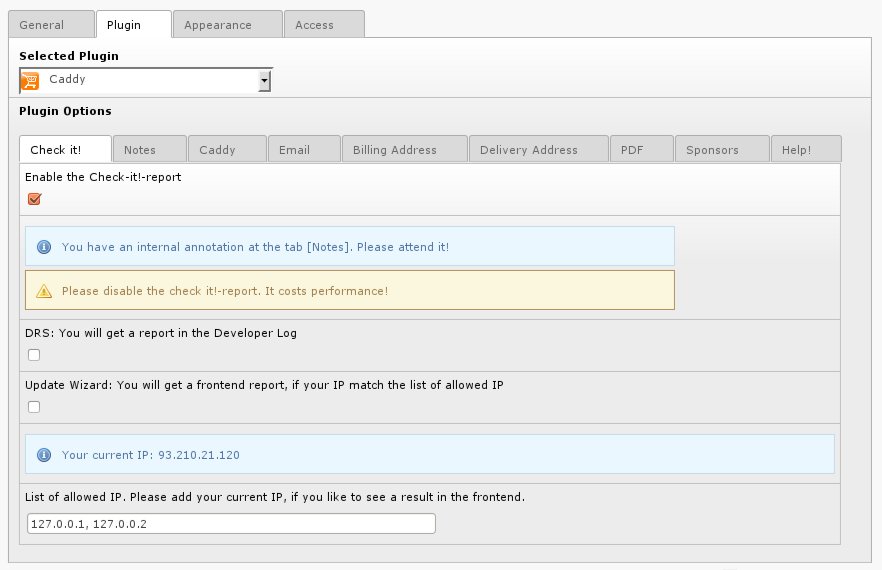 General
Plugin
Appearance
Access
Selected Plugin
Caddy
Plugin Options
Check it!
Notes
Caddy
Email
Billing Address
Delivery Address
PDF
Sponsors
Help!
Enable the Check-it!-report
You have an internal annotation at the tab [Notes]. Please attend it!
Please disable the check it!-report. It costs performance!
DRS: You will get a report in the Developer Log
Update Wizard: You will get a frontend report, if your IP match the list of allowed IP
Your current IP: 93.210.21.120
List of allowed IP. Please add your current IP, if you like to see a result in the frontend.
127.0.0.1, 127.0.0.2